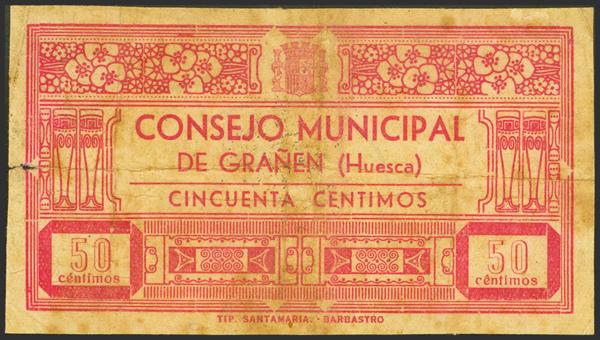 CONSEJO MUNICIPAL
DE GRAÑEN (Huesca)
CINCUENTA CENTIMOS
50 céntimos
50 céntimos
TIP. SANTAMARIA. - BARBASTRO